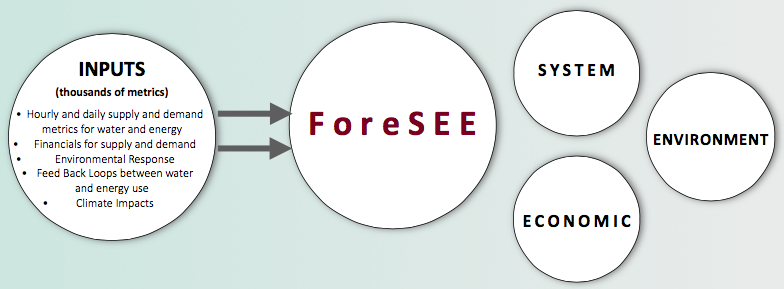 INPUTS
(thousands of metrics)
• Hourly and daily supply and demand
metrics for water and energy
• Financials for supply and demand
• Environmental Response
• Feed Back Loops between water
and energy use
• Climate Impacts
ForeSEE
SYSTEM
ENVIRONMENT
ECONOMIC